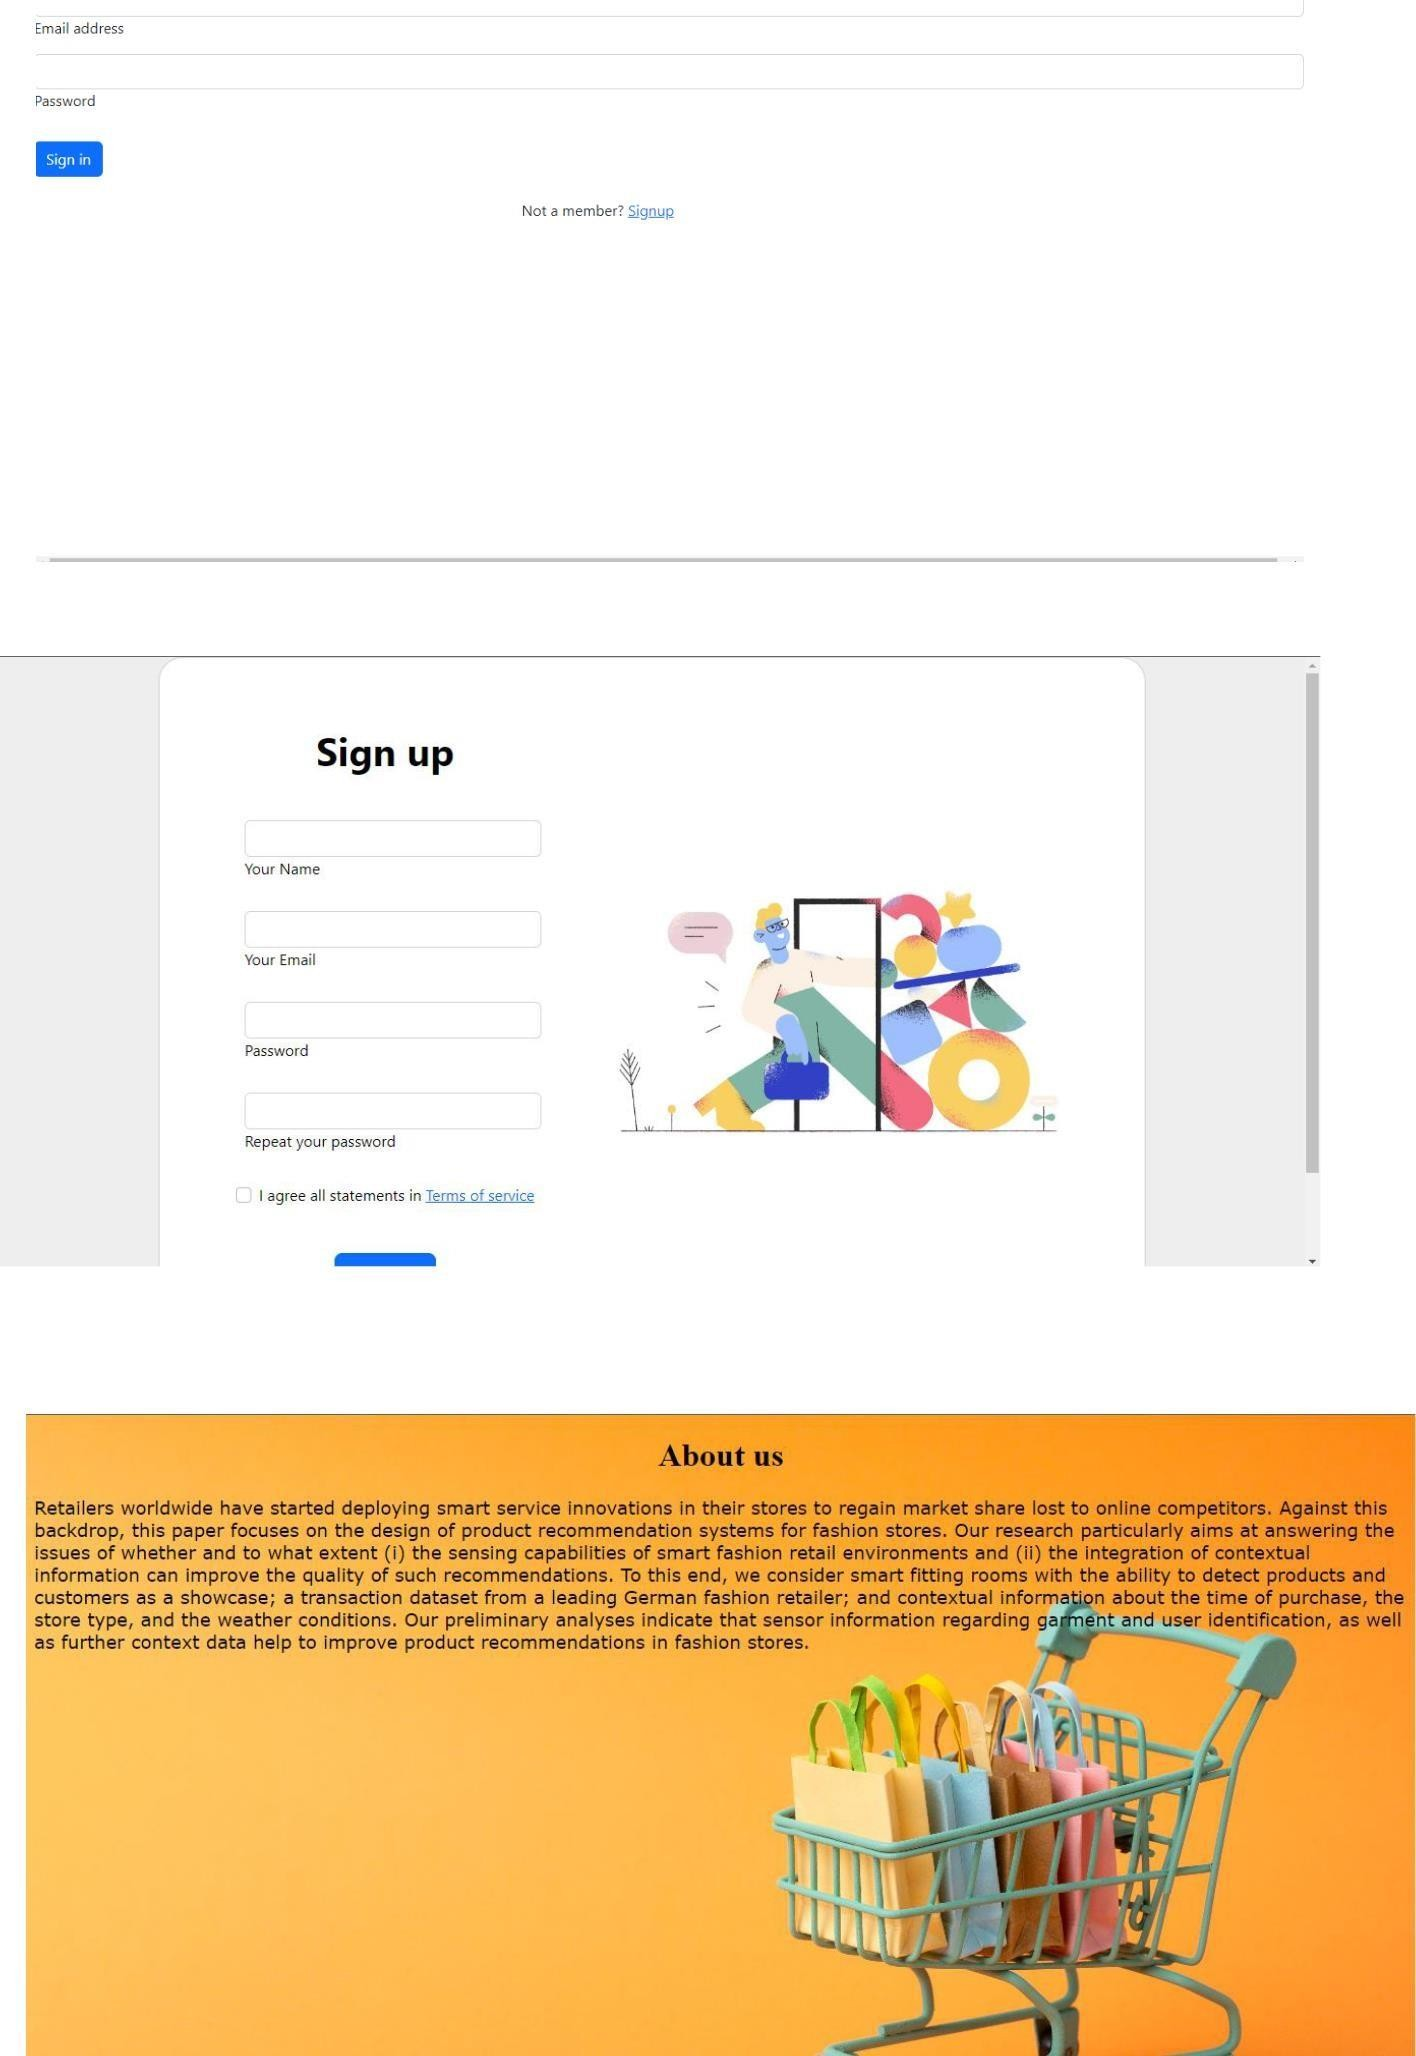 Email address
Password
Sign in
Not a member? Signup
Sign up
Your Name
Your Email
Password
Repeat your password
I agree all statements in Terms of service
About us
Retailers worldwide have started deploying smart service innovations in their stores to regain market share lost to online competitors. Against this
backdrop, this paper focuses on the design of product recommendation systems for fashion stores. Our research particularly aims at answering the
issues of whether and to what extent (i) the sensing capabilities of smart fashion retail environments and (ii) the integration of contextual
information can improve the quality of such recommendations. To this end, we consider smart fitting rooms with the ability to detect products and
customers as a showcase; a transaction dataset from a leading German fashion retailer; and contextual information about the time of purchase, the
store type, and the weather conditions. Our preliminary analyses indicate that sensor information regarding garment and user identification, as well
as further context data help to improve product recommendations in fashion stores.